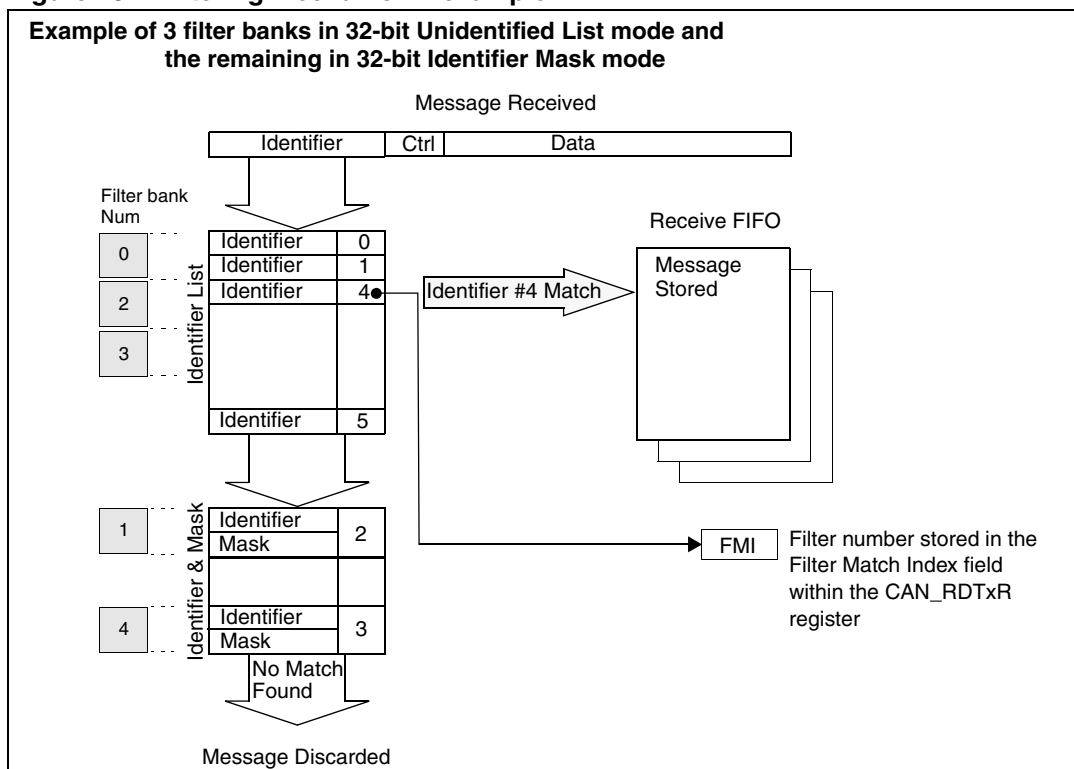 Example of 3 filter banks in 32-bit Unidentified List mode and
the remaining in 32-bit Identifier Mask mode
Message Received
Identifier Ctrl Data
Filter bank
Num
0
2
3
Identifier List
Identifier 0
Identifier 1
Identifier 4
Identifier 5
Identifier #4 Match
Receive FIFO
Message
Stored
1
4
Identifier & Mask
Identifier
Mask
2
Identifier
Mask
3
FMI
Filter number stored in the
Filter Match Index field
within the CAN_RDTxR
register
No Match
Found
Message Discarded